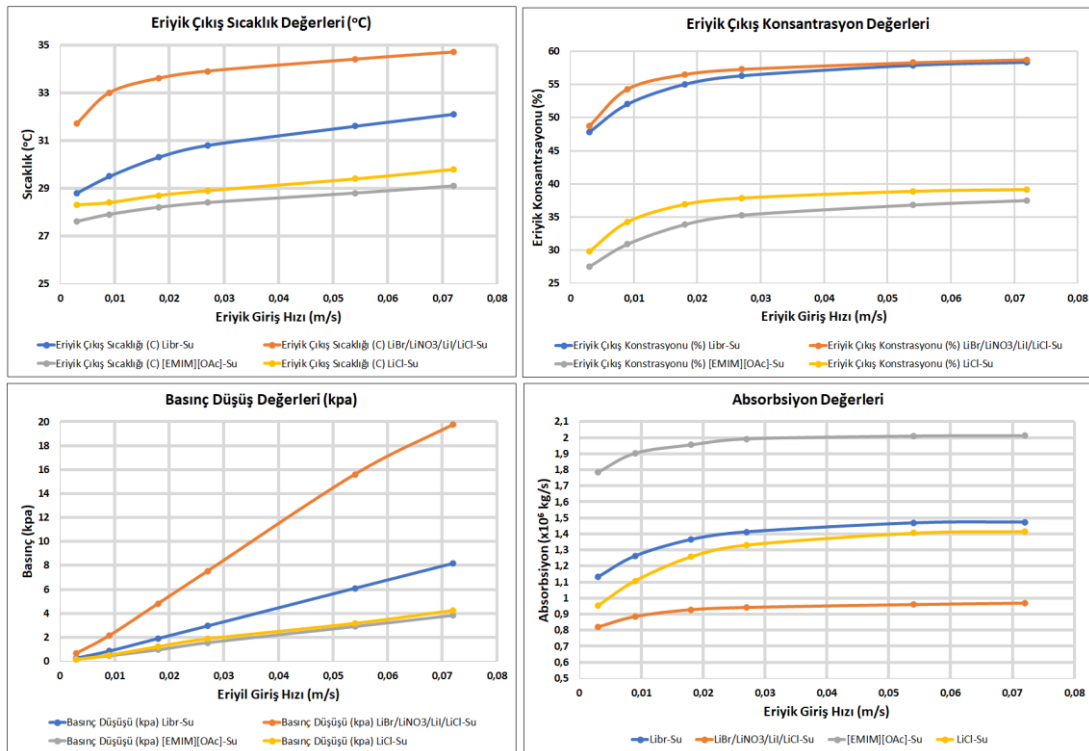 Eriyik Çıkış Sıcaklık Değerleri (ºC)
35
33
31
29
27
25
Sıcaklık (ºC)
0
0,01
0,02
0,03
0,04
0,05
0,06
0,07
0,08
Eriyik Giriş Hızı (m/s)
Eriyik Çıkış Sıcaklığı (C) Libr-Su
Eriyik Çıkış Sıcaklığı (C) LiBr/LiNO3/LiI/LiCl-Su
Eriyik Çıkış Sıcaklığı (C) [EMIM][OAc]-Su
Eriyik Çıkış Sıcaklığı (C) LiCl-Su
Eriyik Çıkış Konsantrasyon Değerleri
60
55
50
45
40
35
30
25
Eriyik Konsantrsayonu (%)
0
0,01
0,02
0,03
0,04
0,05
0,06
0,07
0,08
Eriyik Giriş Hızı (m/s)
Eriyik Çıkış Konstrasyonu (%) Libr-Su
Eriyik Çıkış Konstrasyonu (%) LiBr/LiNO3/LiI/LiCl-Su
Eriyik Çıkış Konstrasyonu (%) [EMIM][OAc]-Su
Eriyik Çıkış Konstrasyonu (%) LiCl-Su
Basınç Düşüş Değerleri (kpa)
20
18
16
14
12
10
8
6
4
2
0
Basınç (kpa)
0
0,01
0,02
0,03
0,04
0,05
0,06
0,07
0,08
Eriyil Giriş Hızı (m/s)
Basınç Düşüşü (kpa) Libr-Su
Basınç Düşüşü (kpa) LiBr/LiNO3/LiI/LiCl-Su
Basınç Düşüşü (kpa) [EMIM][OAc]-Su
Basınç Düşüşü (kpa) LiCl-Su
Absorbsiyon Değerleri
2,1
2
1,9
1,8
1,7
1,6
1,5
1,4
1,3
1,2
1,1
1
0,9
0,8
0,7
0,6
0,5
Absorbsiyon (x10⁶ kg/s)
0
0,01
0,02
0,03
0,04
0,05
0,06
0,07
0,08
Eriyik Giriş Hızı (m/s)
Libr-Su
LiBr/LiNO3/LiI/LiCl-Su
[EMIM][OAc]-Su
LiCl-Su